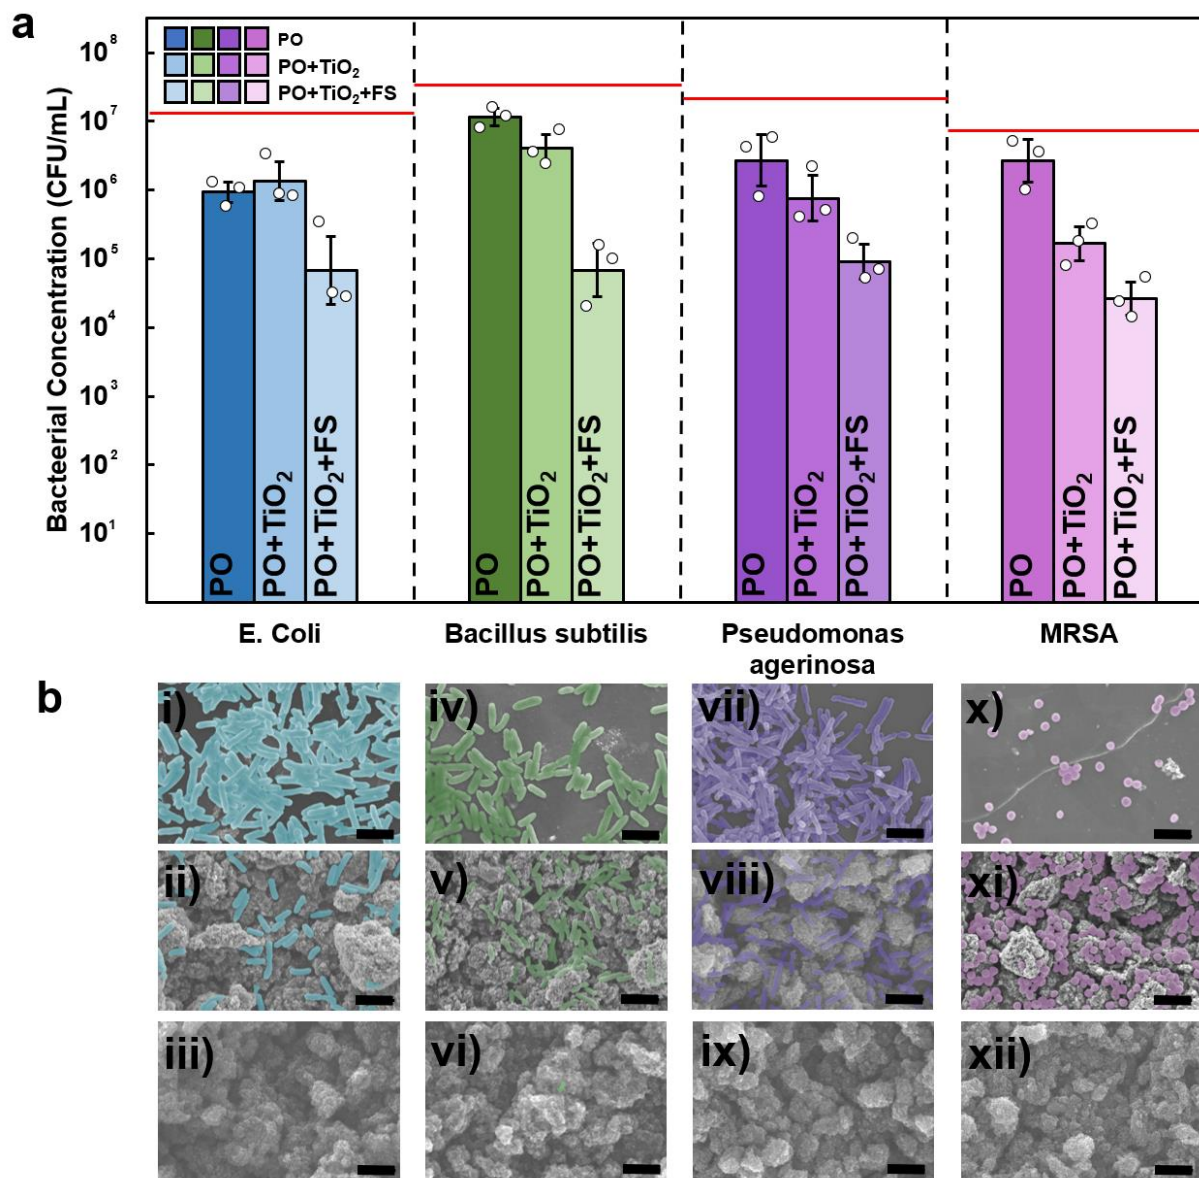 a
PO
PO+TiO₂
PO+TiO₂+FS
Bacteerial Concentration (CFU/mL)
10⁸
10⁷
10⁶
10⁵
10⁴
10³
10²
10¹
PO
PO+TiO₂
PO+TiO₂+FS
PO
PO+TiO₂
PO+TiO₂+FS
PO
PO+TiO₂
PO+TiO₂+FS
PO
PO+TiO₂
PO+TiO₂+FS
E. Coli
Bacillus subtilis
Pseudomonas
agerinosa
MRSA
b
i)
iv)
vii)
x)
ii)
v)
viii)
xi)
iii)
vi)
ix)
xii)